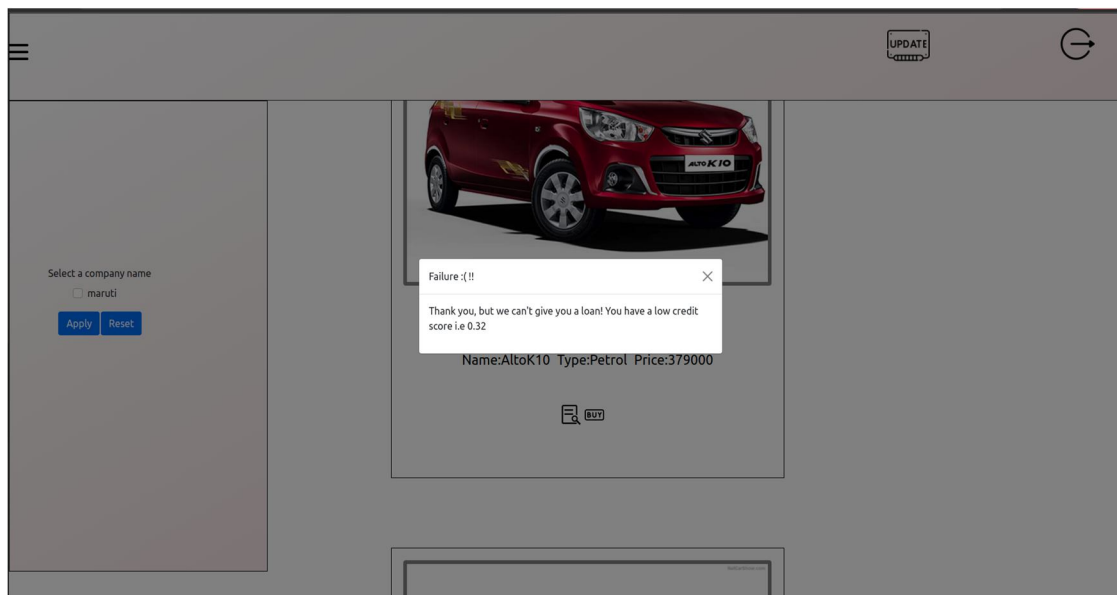 UPDATE
ALTO K10
Select a company name
maruti
Apply Reset
Failure :( !!
Thank you, but we can't give you a loan! You have a low credit
score i.e 0.32
Name:AltoK10 Type:Petrol Price:379000
BUY